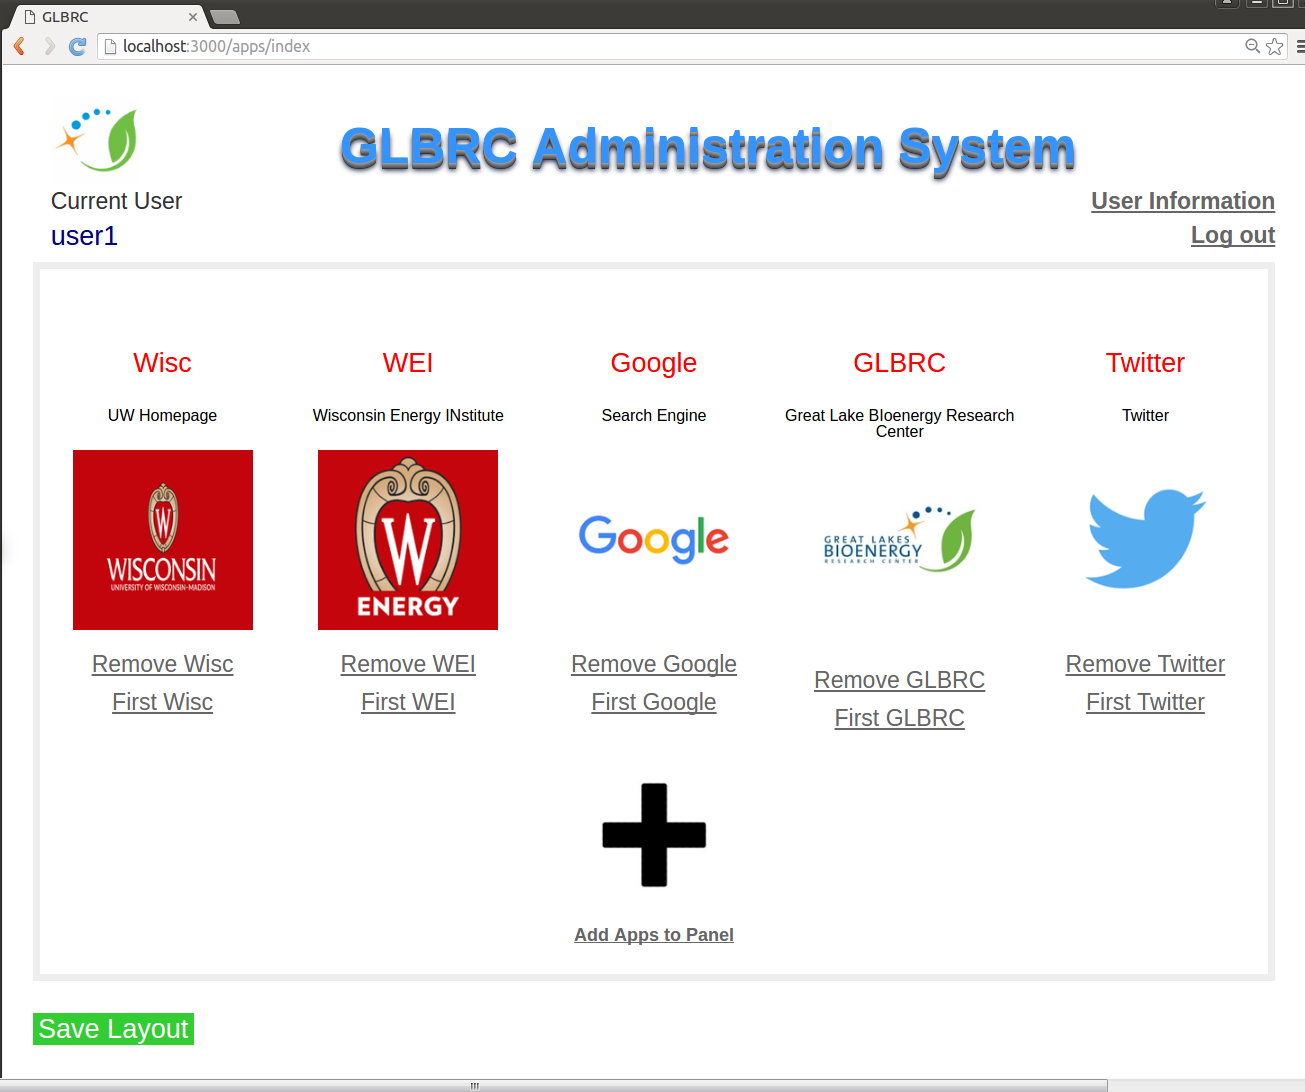 GLBRC
localhost:3000/apps/index
GLBRC Administration System
Current User
user1
User Information
Log out
Wisc
WEI
Google
GLBRC
Twitter
UW Homepage
Wisconsin Energy INstitute
Search Engine
Great Lake BIoenergy Research
Center
Twitter
W
WISCONSIN
UNIVERSITY OF WISCONSIN-MADISON
W
ENERGY
Google
GREAT LAKES
BIOENERGY
RESEARCH CENTER
Remove Wisc
First Wisc
Remove WEI
First WEI
Remove Google
First Google
Remove GLBRC
First GLBRC
Remove Twitter
First Twitter
Add Apps to Panel
Save Layout